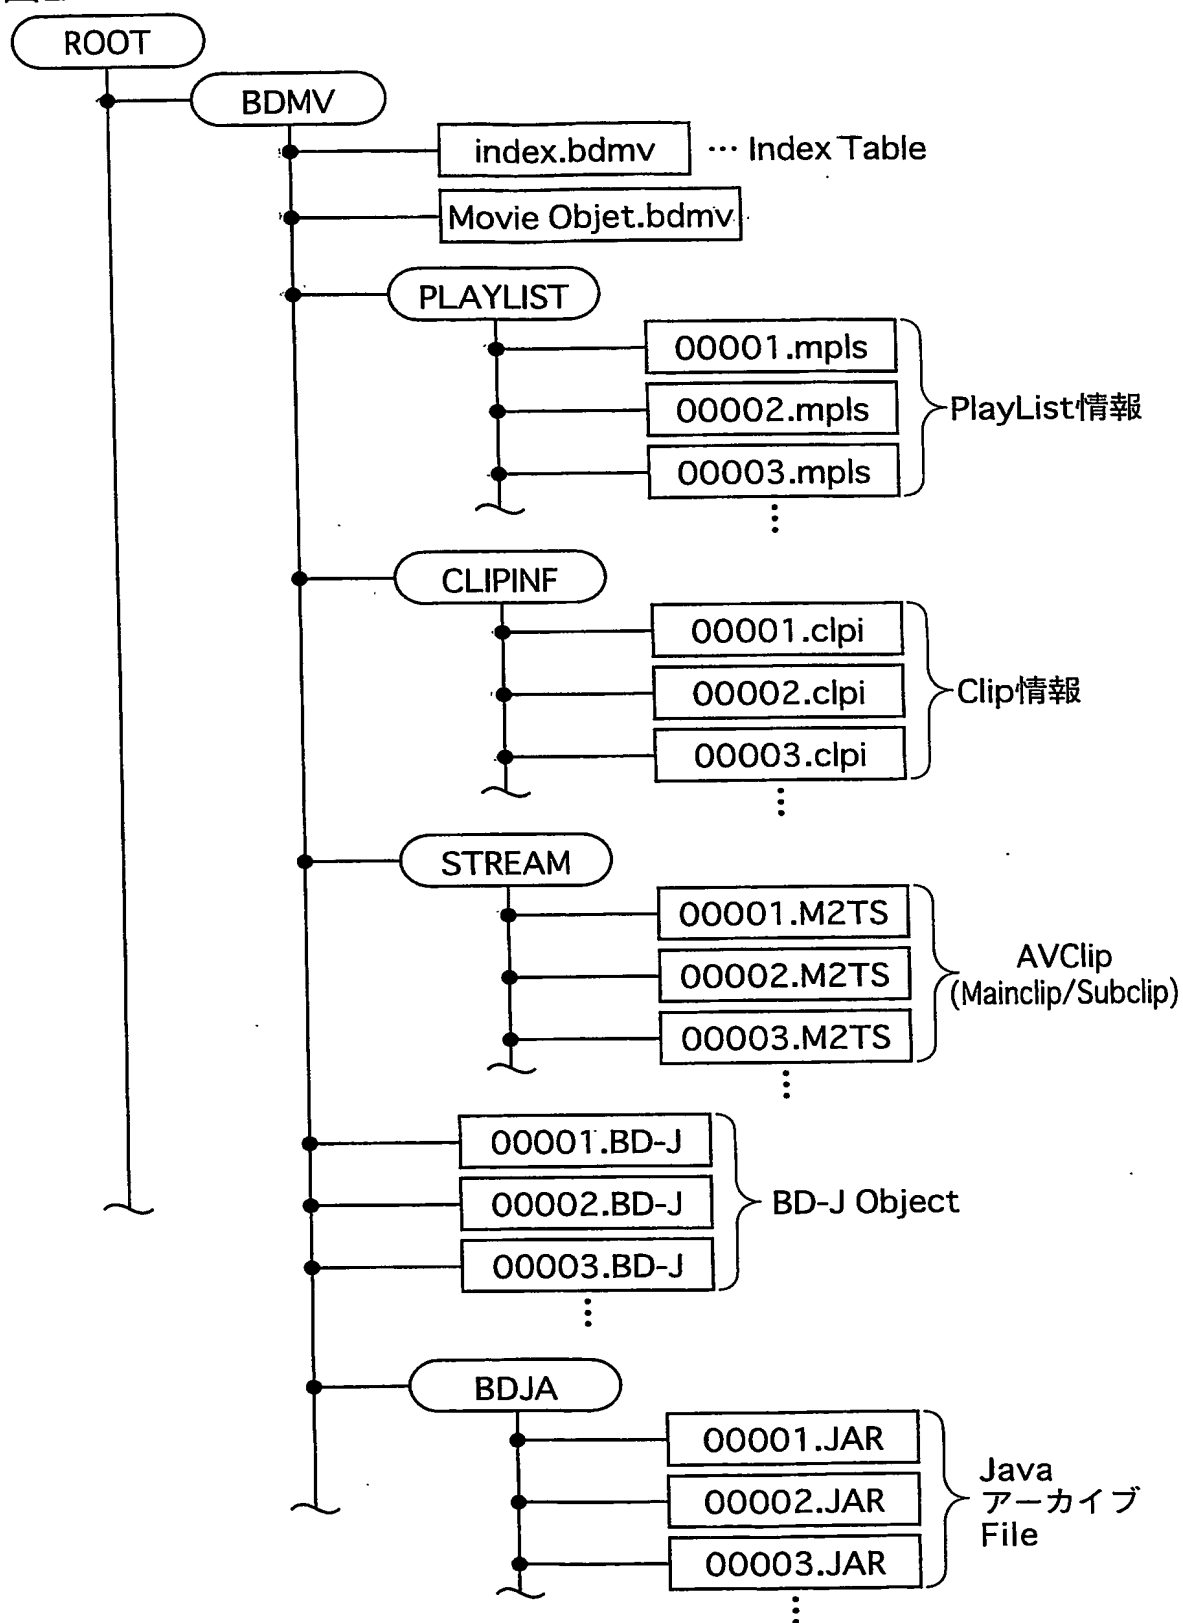 ROOT
BDMV
index.bdmv … Index Table
Movie Objet.bdmv
PLAYLIST
00001.mpls
00002.mpls
PlayList情報
00003.mpls
CLIPINF
00001.clpi
00002.clpi
Clip情報
00003.clpi
STREAM
00001.M2TS
00002.M2TS
AVClip
(Mainclip/Subclip)
00003.M2TS
00001.BD-J
00002.BD-J
BD-J Object
00003.BD-J
BDJA
00001.JAR
00002.JAR
Java
アーカイブ
File
00003.JAR